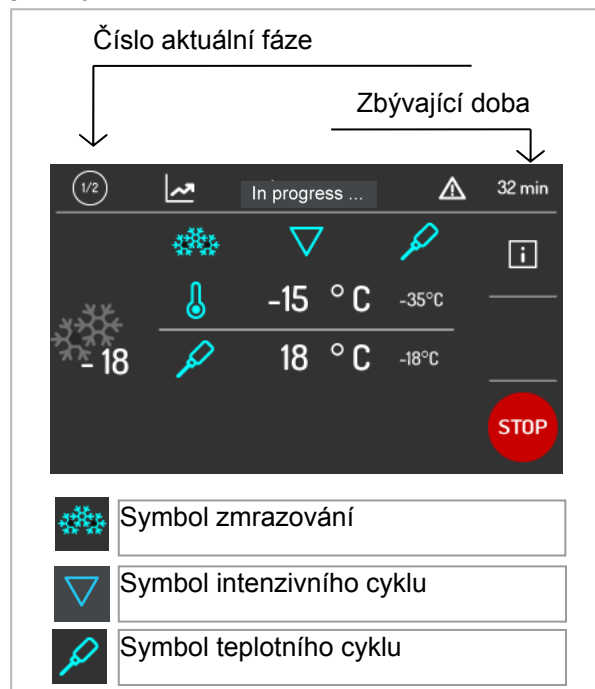 Číslo aktuální fáze
Zbývající doba
1/2
In progress ...
32 min
i
-15 °C -35°C
- 18
18 °C -18°C
STOP
Symbol zmrazování
Symbol intenzivního cyklu
Symbol teplotního cyklu